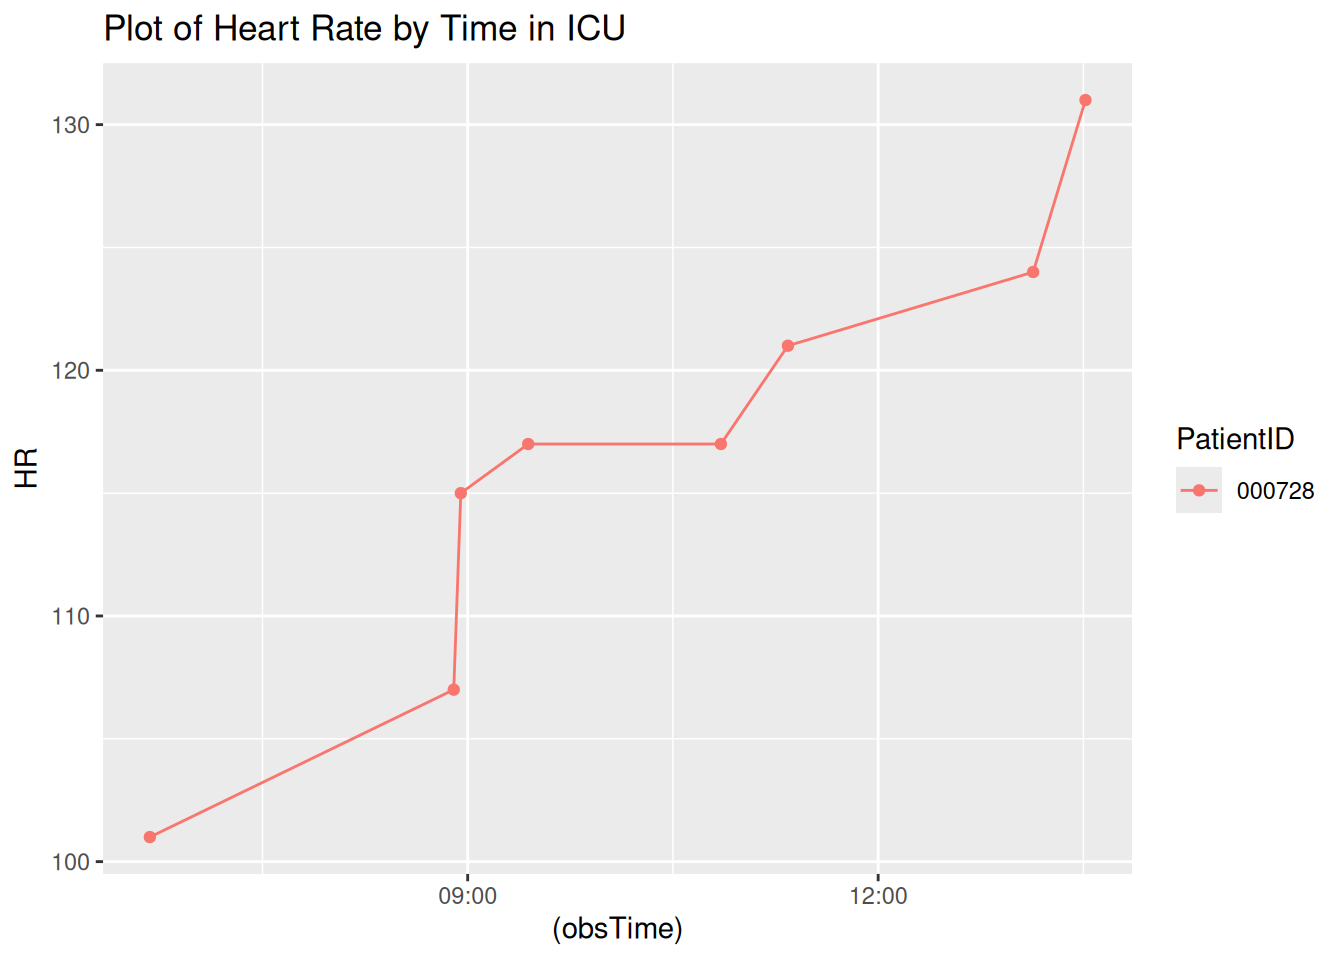 Plot of Heart Rate by Time in ICU
130
120
110
100
HR
09:00
12:00
(obsTime)
PatientID
000728